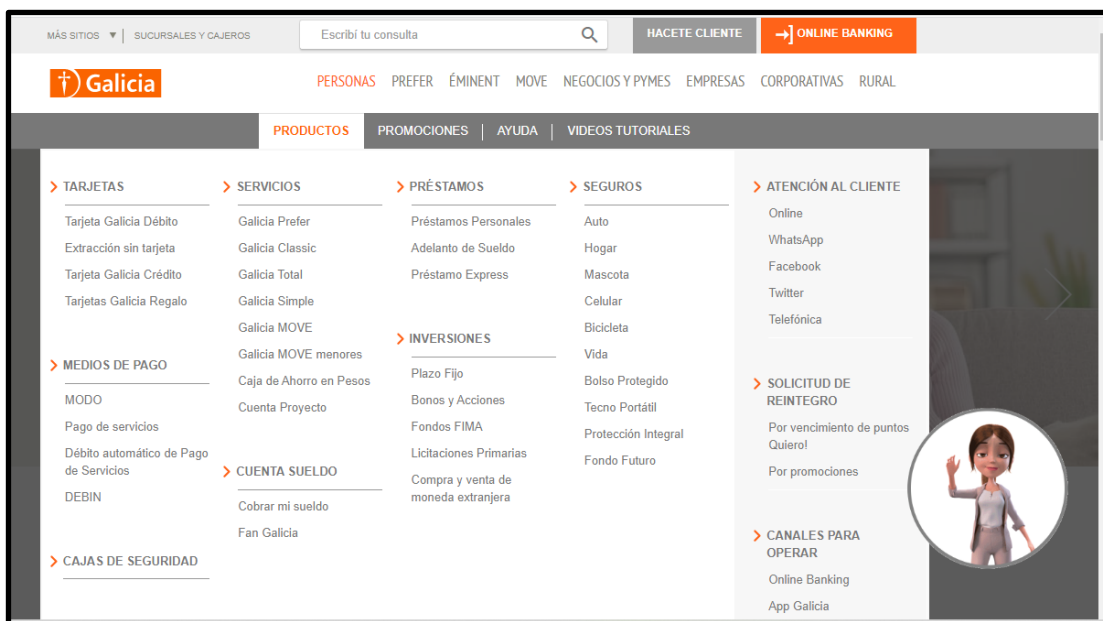 MÁS SITIOS ▼ | SUCURSALES Y CAJEROS
Escribí tu consulta
HACETE CLIENTE
ONLINE BANKING
Galicia
PERSONAS PREFER ÉMINENT MOVE NEGOCIOS Y PYMES EMPRESAS CORPORATIVAS RURAL
PRODUCTOS PROMOCIONES | AYUDA | VIDEOS TUTORIALES
TARJETAS
Tarjeta Galicia Débito
Extracción sin tarjeta
Tarjeta Galicia Crédito
Tarjetas Galicia Regalo
MEDIOS DE PAGO
MODO
Pago de servicios
Débito automático de Pago
de Servicios
DEBIN
CAJAS DE SEGURIDAD
SERVICIOS
Galicia Prefer
Galicia Classic
Galicia Total
Galicia Simple
Galicia MOVE
Galicia MOVE menores
Caja de Ahorro en Pesos
Cuenta Proyecto
CUENTA SUELDO
Cobrar mi sueldo
Fan Galicia
PRÉSTAMOS
Préstamos Personales
Adelanto de Sueldo
Préstamo Express
INVERSIONES
Plazo Fijo
Bonos y Acciones
Fondos FIMA
Licitaciones Primarias
Compra y venta de
moneda extranjera
SEGUROS
Auto
Hogar
Mascota
Celular
Bicicleta
Vida
Bolso Protegido
Tecno Portátil
Protección Integral
Fondo Futuro
ATENCIÓN AL CLIENTE
Online
WhatsApp
Facebook
Twitter
Telefónica
SOLICITUD DE
REINTEGRO
Por vencimiento de puntos
Quiero!
Por promociones
CANALES PARA
OPERAR
Online Banking
App Galicia